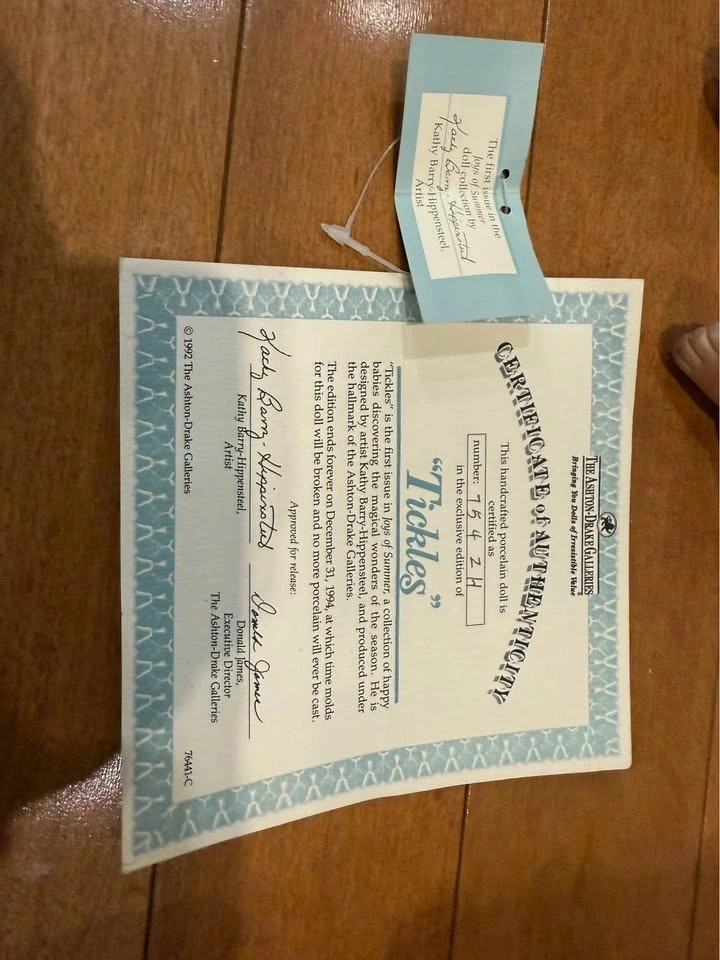 The first issue in the
Joys of Summer
doll collection by
Kathy Barry-Hippensteel
Kathy Barry-Hippensteel,
Artist
THE ASHTON-DRAKE GALLERIES
Bringing You Dolls of Irresistible Value®
CERTIFICATE of AUTHENTICITY
This handcrafted porcelain doll is
certified as
number: 7542H
in the exclusive edition of
“Tickles”
“Tickles” is the first issue in Joys of Summer, a collection of happy
babies discovering the magical wonders of the season. He is
designed by artist Kathy Barry-Hippensteel, and produced under
the hallmark of the Ashton-Drake Galleries.
The edition ends forever on December 31, 1994, at which time molds
for this doll will be broken and no more porcelain will ever be cast.
Approved for release:
Kathy Barry-Hippensteel Donald James
Kathy Barry-Hippensteel, Donald James,
Artist Executive Director
The Ashton-Drake Galleries
© 1992 The Ashton-Drake Galleries 76441-C